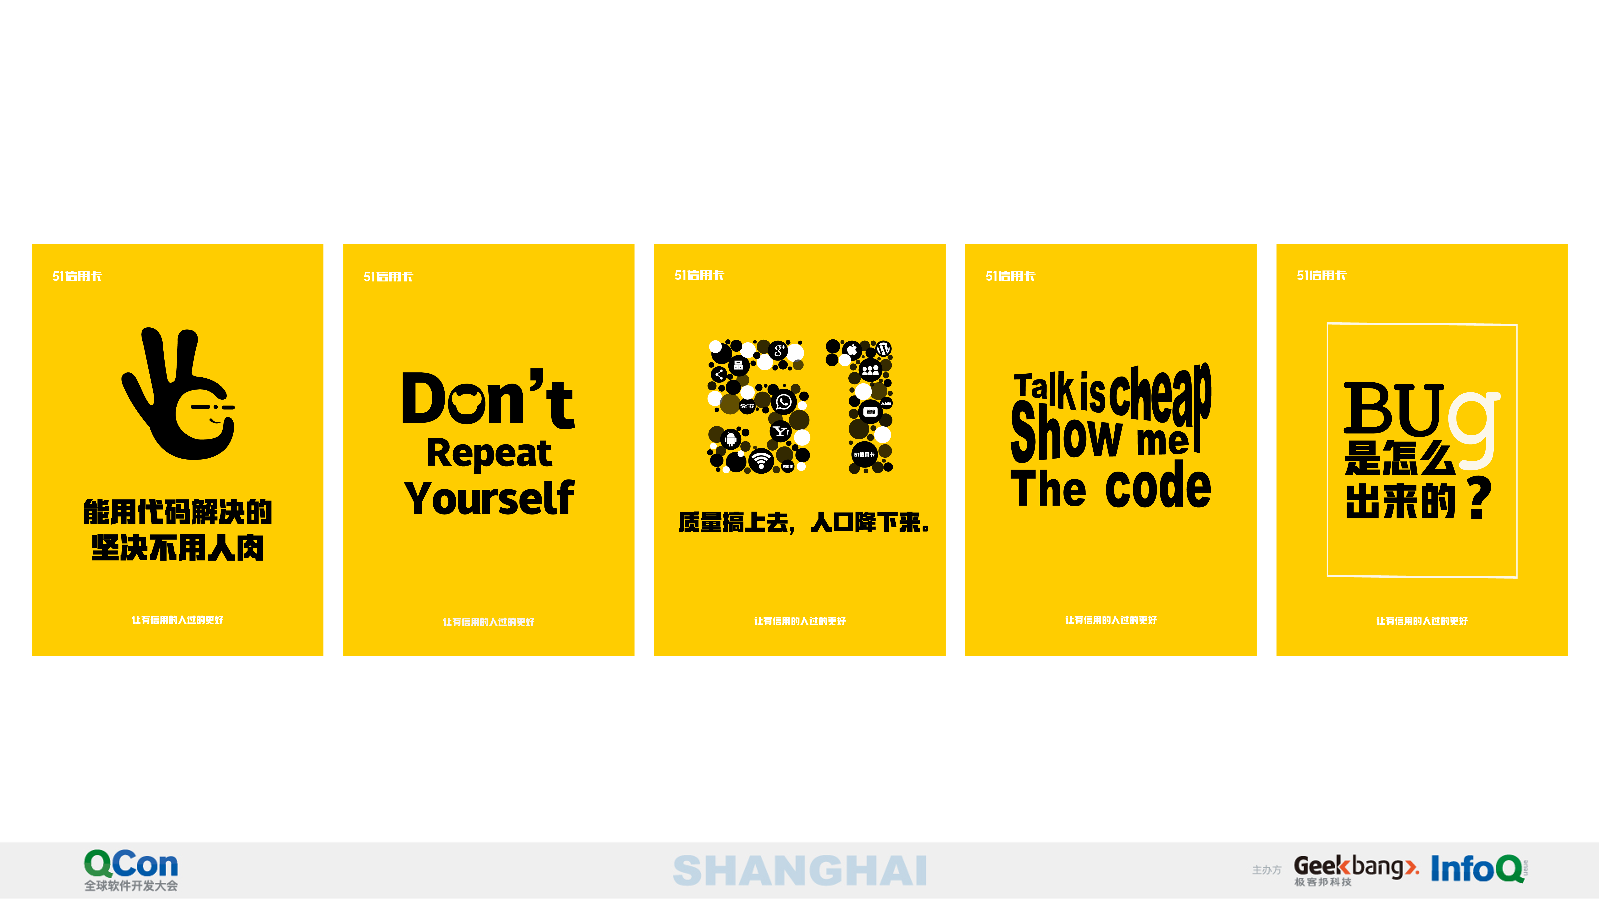 51信用卡
能用代码解决的
坚决不用人肉
让有信用的人过的更好
51信用卡
Don't
Repeat
Yourself
让有信用的人过的更好
51信用卡
51
质量搞上去，人口降下来。
让有信用的人过的更好
51信用卡
Talk is cheap
Show me
The code
让有信用的人过的更好
51信用卡
BUg
是怎么
出来的？
让有信用的人过的更好
QCon
全球软件开发大会
SHANGHAI
主办方
Geekbang>.
极客邦科技
InfoQ